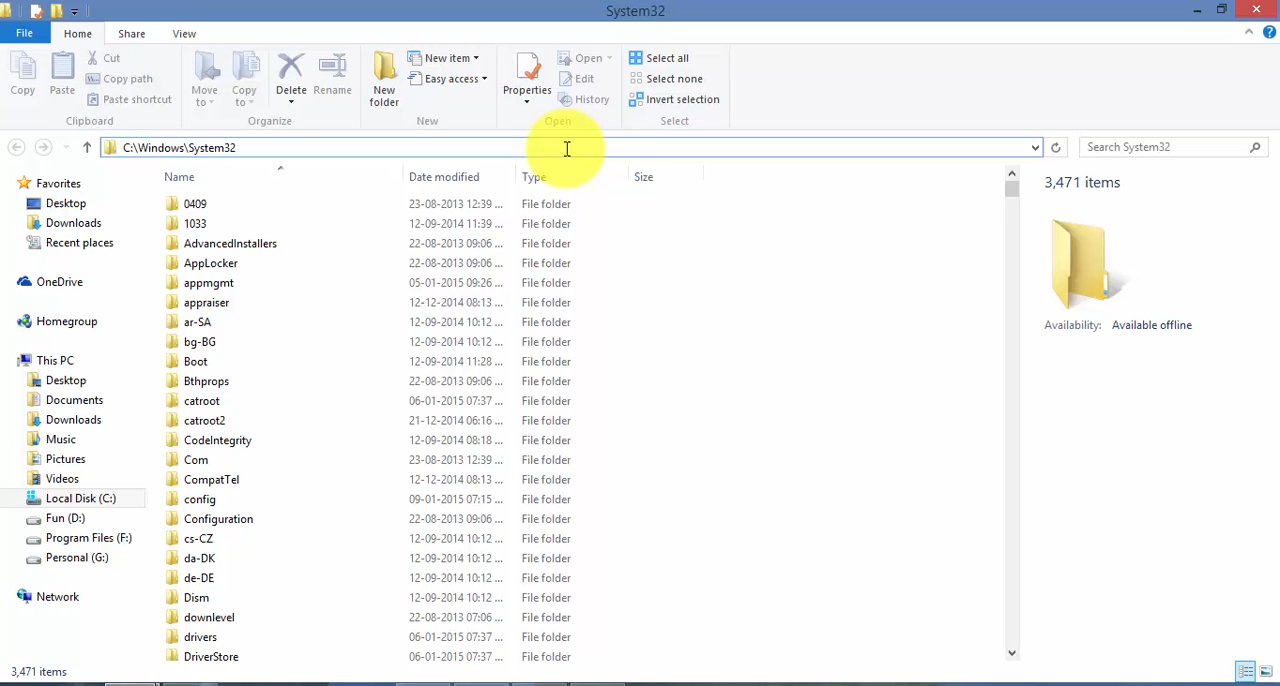 System32
File Home Share View
Copy
Paste
Cut
Copy path
Paste shortcut
Clipboard
Move to
Copy to
Delete
Rename
Organize
New folder
New item
Easy access
New
Properties
Open
Edit
History
Open
Select all
Select none
Invert selection
Select
C:\Windows\System32
Search System32
Favorites
Desktop
Downloads
Recent places
OneDrive
Homegroup
This PC
Desktop
Documents
Downloads
Music
Pictures
Videos
Local Disk (C:)
Fun (D:)
Program Files (F:)
Personal (G:)
Network
Name Date modified Type Size
0409 23-08-2013 12:39 ... File folder
1033 12-09-2014 11:39 ... File folder
AdvancedInstallers 22-08-2013 09:06 ... File folder
AppLocker 22-08-2013 09:06 ... File folder
appmgmt 05-01-2015 09:26 ... File folder
appraiser 12-12-2014 08:13 ... File folder
ar-SA 12-09-2014 10:12 ... File folder
bg-BG 12-09-2014 10:12 ... File folder
Boot 12-09-2014 11:28 ... File folder
Bthprops 22-08-2013 09:06 ... File folder
catroot 06-01-2015 07:37 ... File folder
catroot2 21-12-2014 06:16 ... File folder
CodeIntegrity 12-09-2014 08:18 ... File folder
Com 23-08-2013 12:39 ... File folder
CompatTel 12-12-2014 08:13 ... File folder
config 09-01-2015 07:15 ... File folder
Configuration 22-08-2013 09:06 ... File folder
cs-CZ 12-09-2014 10:12 ... File folder
da-DK 12-09-2014 10:12 ... File folder
de-DE 12-09-2014 10:12 ... File folder
Dism 12-09-2014 10:12 ... File folder
downlevel 22-08-2013 07:06 ... File folder
drivers 06-01-2015 07:37 ... File folder
DriverStore 06-01-2015 07:37 ... File folder
3,471 items
Availability: Available offline
3,471 items